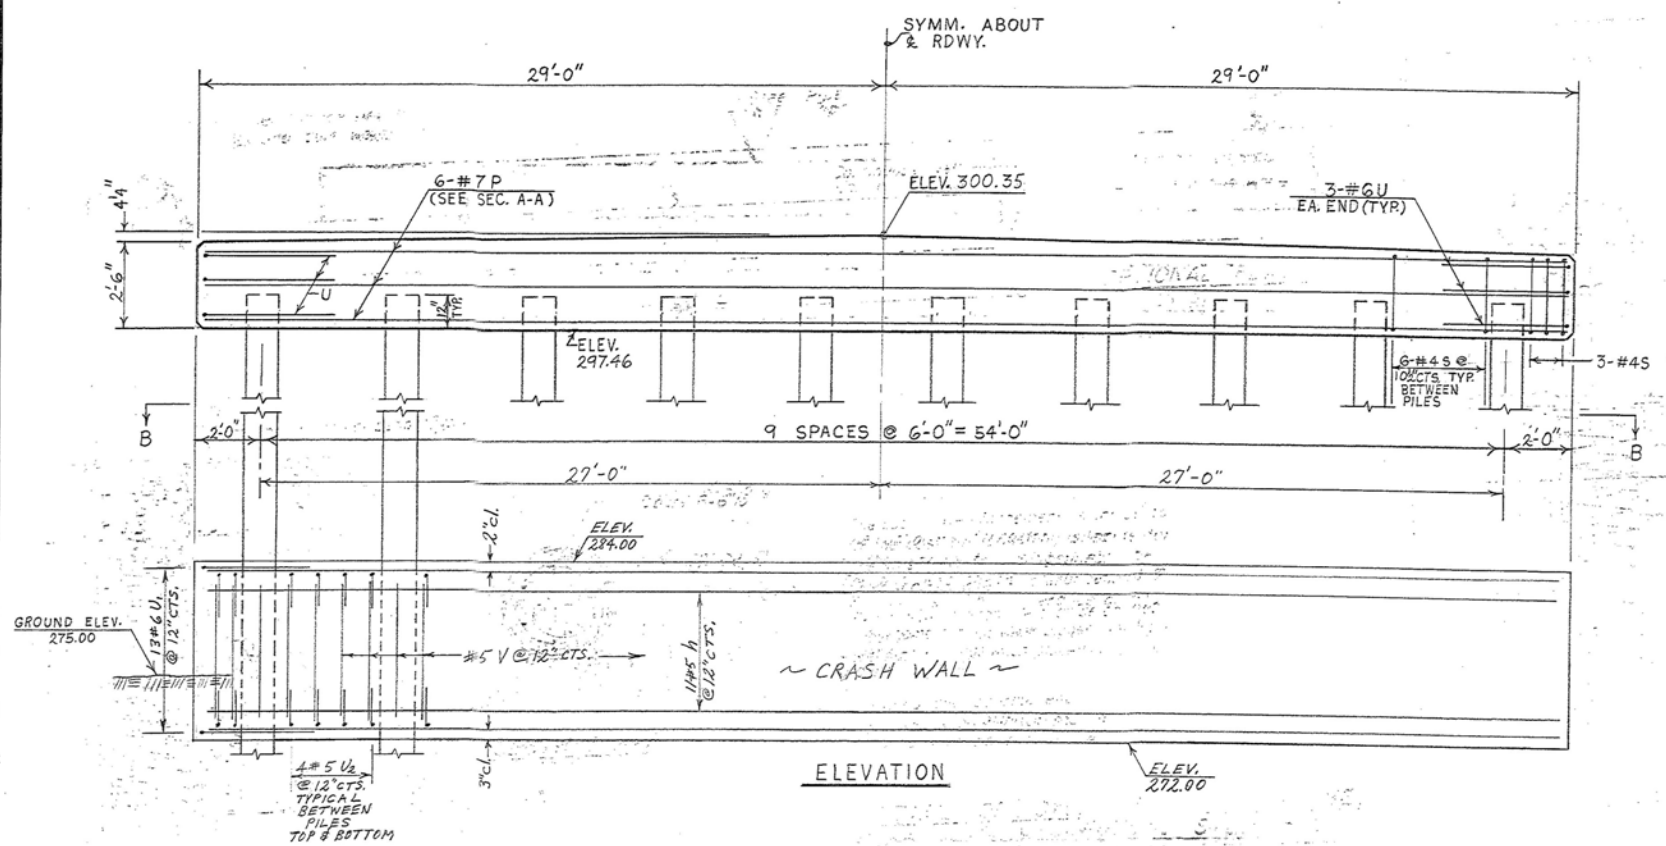 SYMM. ABOUT
℄ RDWY.
29'-0"
29'-0"
4¼"
2'-6"
6-#7 P
(SEE SEC. A-A)
ELEV. 300.35
3-#6U
EA. END (TYP.)
U
12"
TYP.
ELEV.
297.46
6-#4S @
10½"CTS. TYP.
BETWEEN
PILES
3-#4S
B
B
2'-0"
9 SPACES @ 6'-0" = 54'-0"
2'-0"
27'-0"
27'-0"
2"cl.
ELEV.
284.00
GROUND ELEV.
275.00
13#6 U₁
@ 12"CTS.
#5 V @ 12" CTS.
11#5 h
@ 12"CTS.
~ CRASH WALL ~
4#5 U₂
@ 12"CTS.
TYPICAL
BETWEEN
PILES
TOP & BOTTOM
3"cl.
ELEVATION
ELEV.
272.00